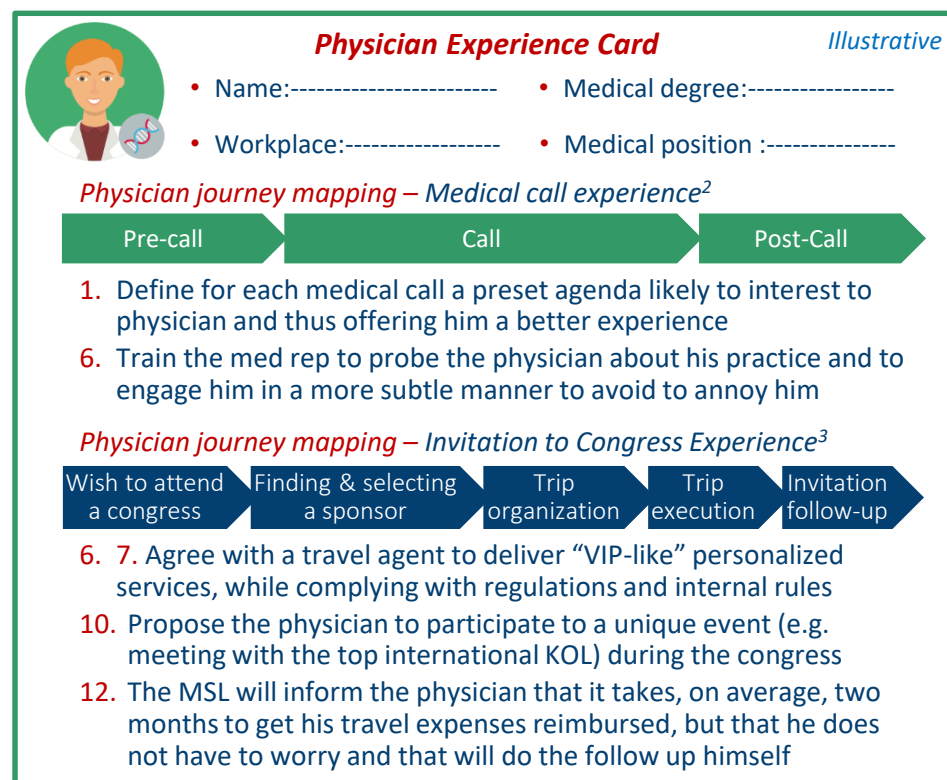 Physician Experience Card
Illustrative
• Name:------------------------
• Medical degree:-----------------
• Workplace:------------------
• Medical position :---------------
Physician journey mapping – Medical call experience²
Pre-call
Call
Post-Call
1. Define for each medical call a preset agenda likely to interest to
physician and thus offering him a better experience
6. Train the med rep to probe the physician about his practice and to
engage him in a more subtle manner to avoid to annoy him
Physician journey mapping – Invitation to Congress Experience³
Wish to attend
a congress
Finding & selecting
a sponsor
Trip
organization
Trip
execution
Invitation
follow-up
6. 7. Agree with a travel agent to deliver “VIP-like” personalized
services, while complying with regulations and internal rules
10. Propose the physician to participate to a unique event (e.g.
meeting with the top international KOL) during the congress
12. The MSL will inform the physician that it takes, on average, two
months to get his travel expenses reimbursed, but that he does
not have to worry and that will do the follow up himself